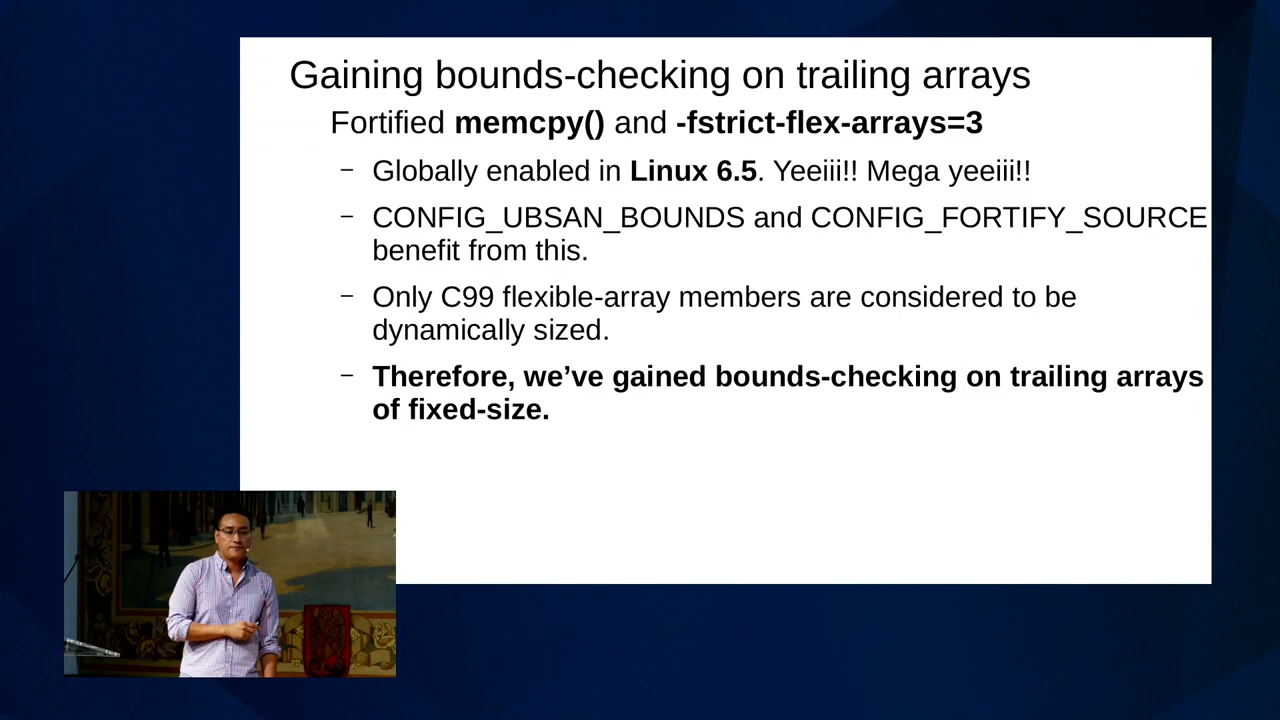 Gaining bounds-checking on trailing arrays
Fortified memcpy() and -fstrict-flex-arrays=3
– Globally enabled in Linux 6.5. Yeeiii!! Mega yeeiii!!
– CONFIG_UBSAN_BOUNDS and CONFIG_FORTIFY_SOURCE
benefit from this.
– Only C99 flexible-array members are considered to be
dynamically sized.
– Therefore, we’ve gained bounds-checking on trailing arrays
of fixed-size.